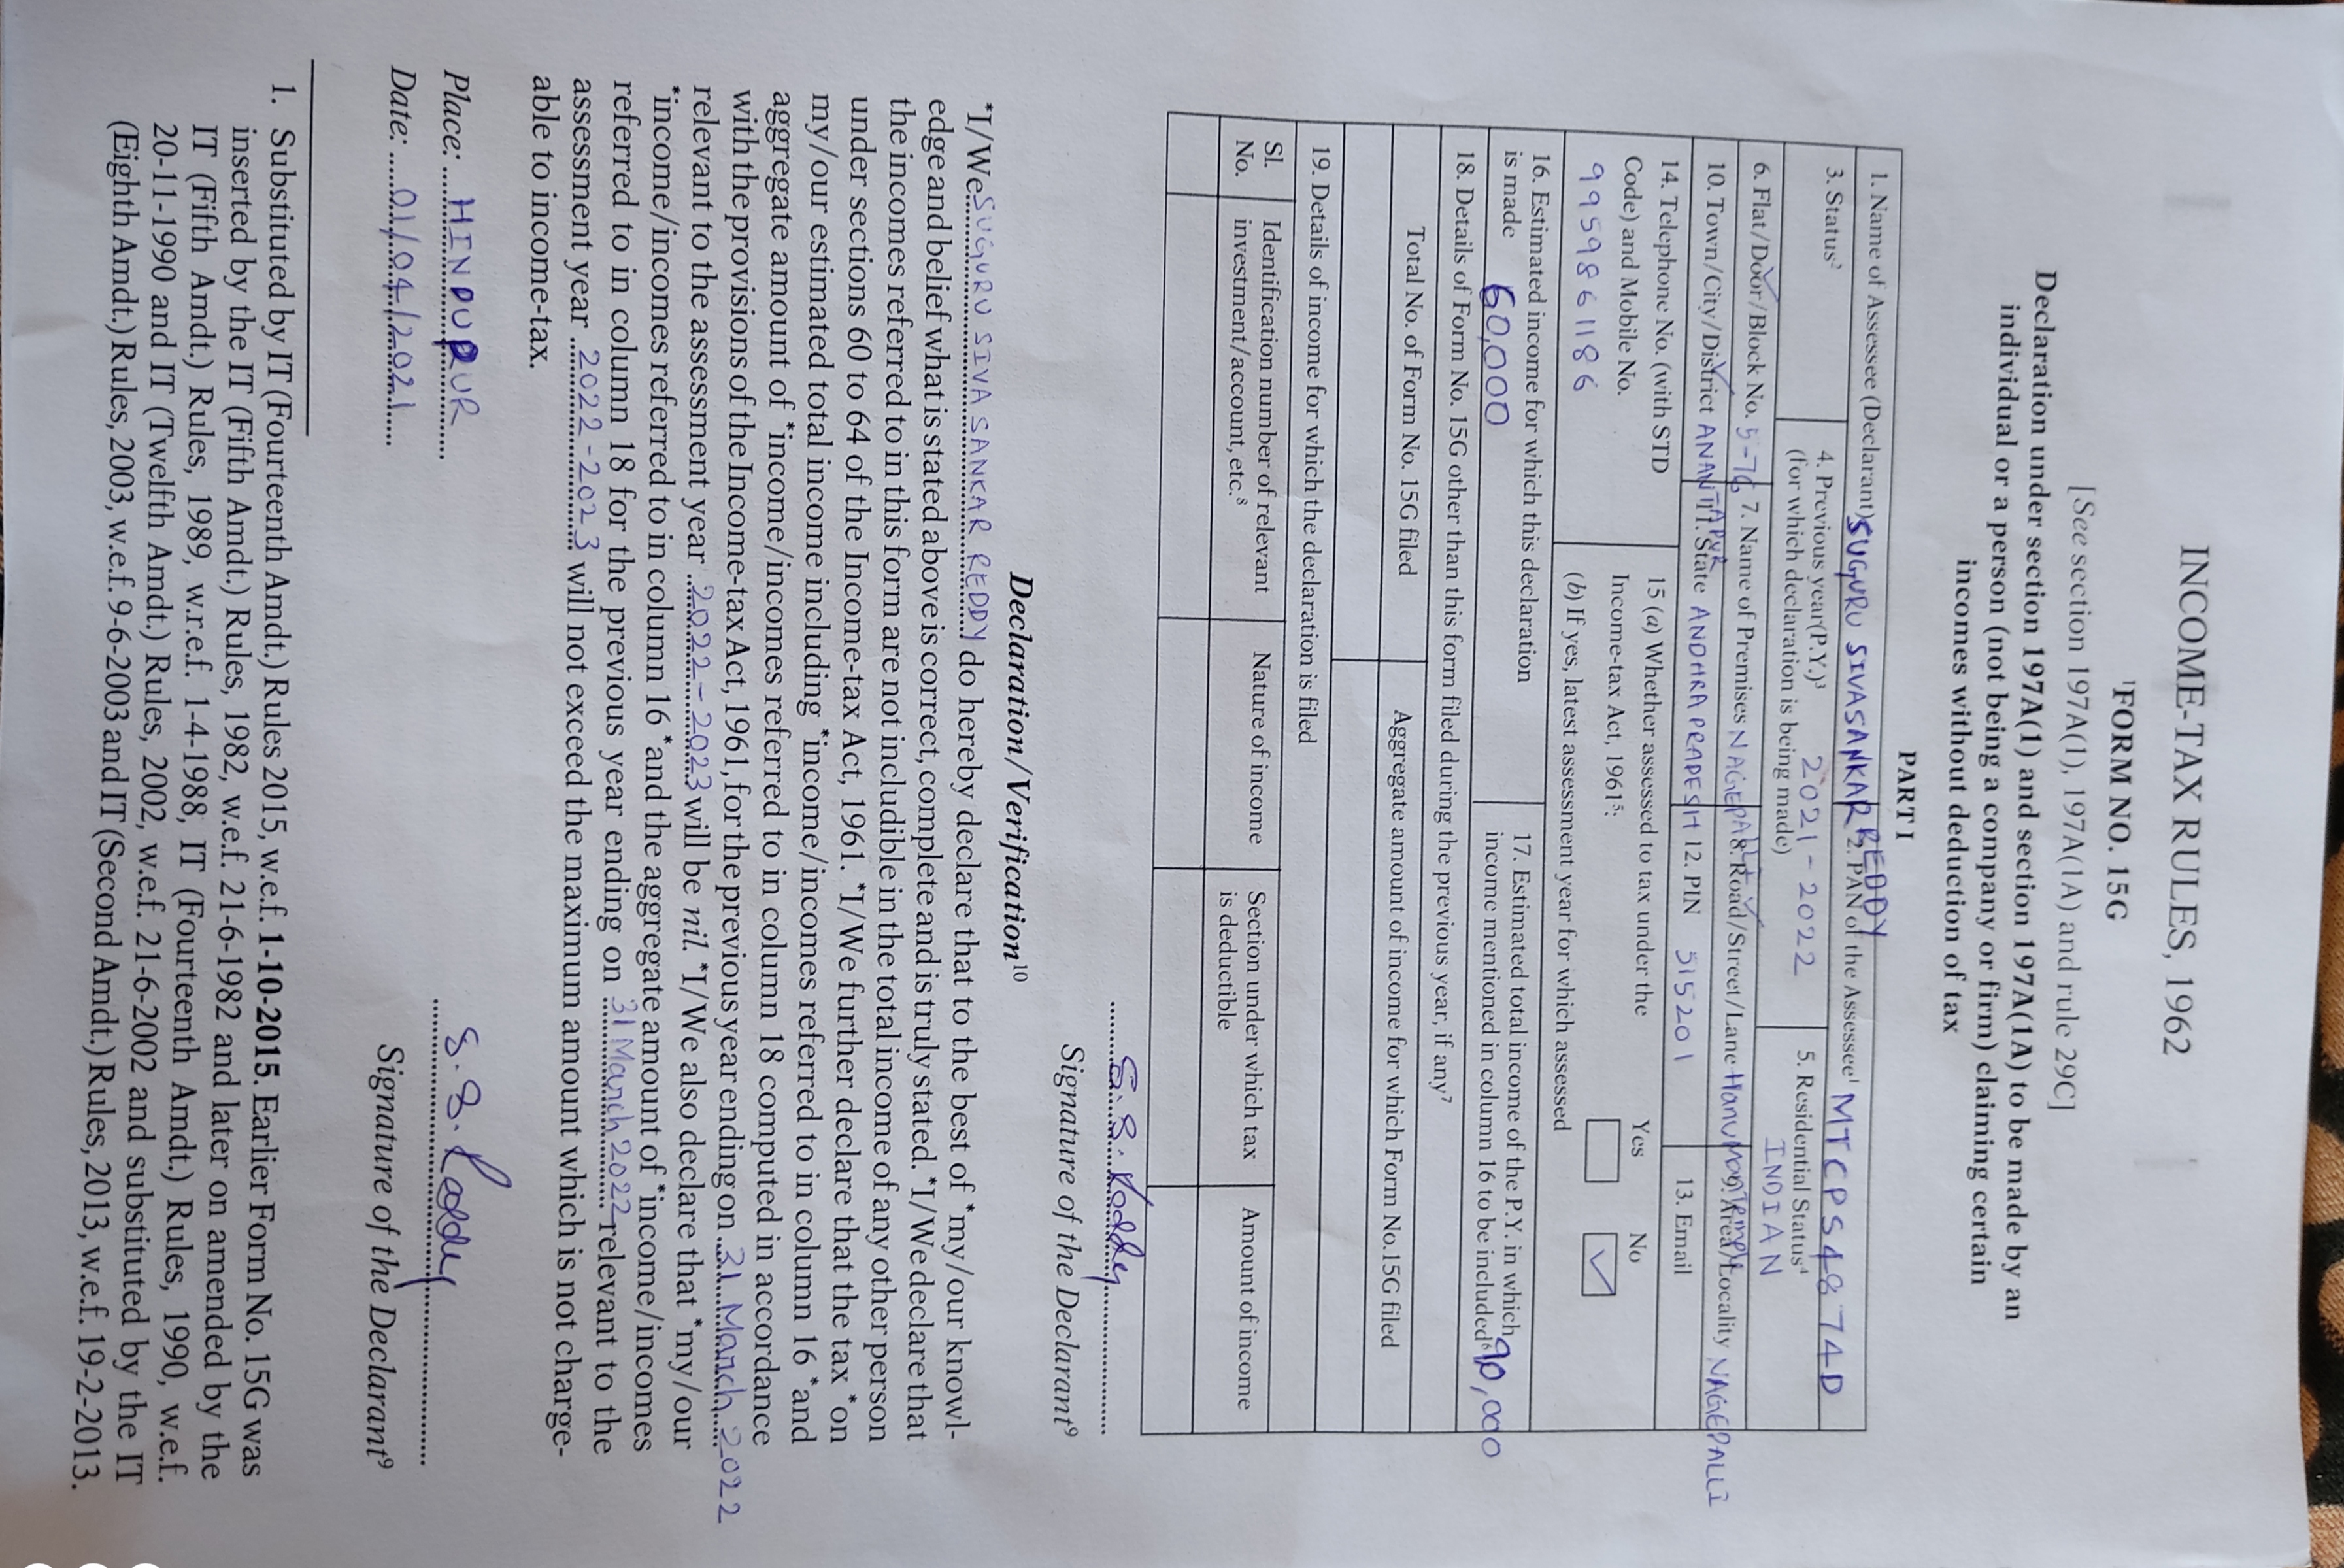 INCOME-TAX RULES, 1962
¹FORM NO. 15G
[See section 197A(1), 197A(1A) and rule 29C]
Declaration under section 197A(1) and section 197A(1A) to be made by an
individual or a person (not being a company or firm) claiming certain
incomes without deduction of tax
PART I
1. Name of Assessee (Declarant) SUGURU SIVASANKAR REDDY
2. PAN of the Assessee¹ MTCPS4874D
3. Status²
4. Previous year(P.Y.)³ 2021-2022
(for which declaration is being made)
5. Residential Status⁴
INDIAN
6. Flat/Door/Block No. 5-76
7. Name of Premises NAGEPALLI
8. Road/Street/Lane
9. Area/Locality NAGEPALLI
10. Town/City/District ANANTAPUR
11. State ANDHRA PRADESH
12. PIN 515201
13. Email
14. Telephone No. (with STD
Code) and Mobile No.
9959861186
15 (a) Whether assessed to tax under the
Income-tax Act, 1961⁵:
Yes
No
(b) If yes, latest assessment year for which assessed
16. Estimated income for which this declaration
is made 60,000
17. Estimated total income of the P.Y. in which
income mentioned in column 16 to be included⁶ 90,000
18. Details of Form No. 15G other than this form filed during the previous year, if any⁷
Total No. of Form No. 15G filed
Aggregate amount of income for which Form No.15G filed
19. Details of income for which the declaration is filed
Sl.
No.
Identification number of relevant
investment/account, etc.⁸
Nature of income
Section under which tax
is deductible
Amount of income
S.S. Reddy
Signature of the Declarant⁹
Declaration/Verification¹⁰
*I/We SUGURU SIVA SANKAR REDDY do hereby declare that to the best of *my/our knowl-
edge and belief what is stated above is correct, complete and is truly stated. *I/We declare that
the incomes referred to in this form are not includible in the total income of any other person
under sections 60 to 64 of the Income-tax Act, 1961. *I/We further declare that the tax *on
my/our estimated total income including *income/incomes referred to in column 16 *and
aggregate amount of *income/incomes referred to in column 18 computed in accordance
with the provisions of the Income-tax Act, 1961, for the previous year ending on 31 March 2022
relevant to the assessment year 2022-2023 will be nil. *I/We also declare that *my/our
*income/incomes referred to in column 16 *and the aggregate amount of *income/incomes
referred to in column 18 for the previous year ending on 31 March 2022 relevant to the
assessment year 2022-2023 will not exceed the maximum amount which is not charge-
able to income-tax.
Place: HINDUPUR
S.S. Reddy
Date: 01/04/2021
Signature of the Declarant⁹
1. Substituted by IT (Fourteenth Amdt.) Rules 2015, w.e.f. 1-10-2015. Earlier Form No. 15G was
inserted by the IT (Fifth Amdt.) Rules, 1982, w.e.f. 21-6-1982 and later on amended by the
IT (Fifth Amdt.) Rules, 1989, w.r.e.f. 1-4-1988, IT (Fourteenth Amdt.) Rules, 1990, w.e.f.
20-11-1990 and IT (Twelfth Amdt.) Rules, 2002, w.e.f. 21-6-2002 and substituted by the IT
(Eighth Amdt.) Rules, 2003, w.e.f. 9-6-2003 and IT (Second Amdt.) Rules, 2013, w.e.f. 19-2-2013.